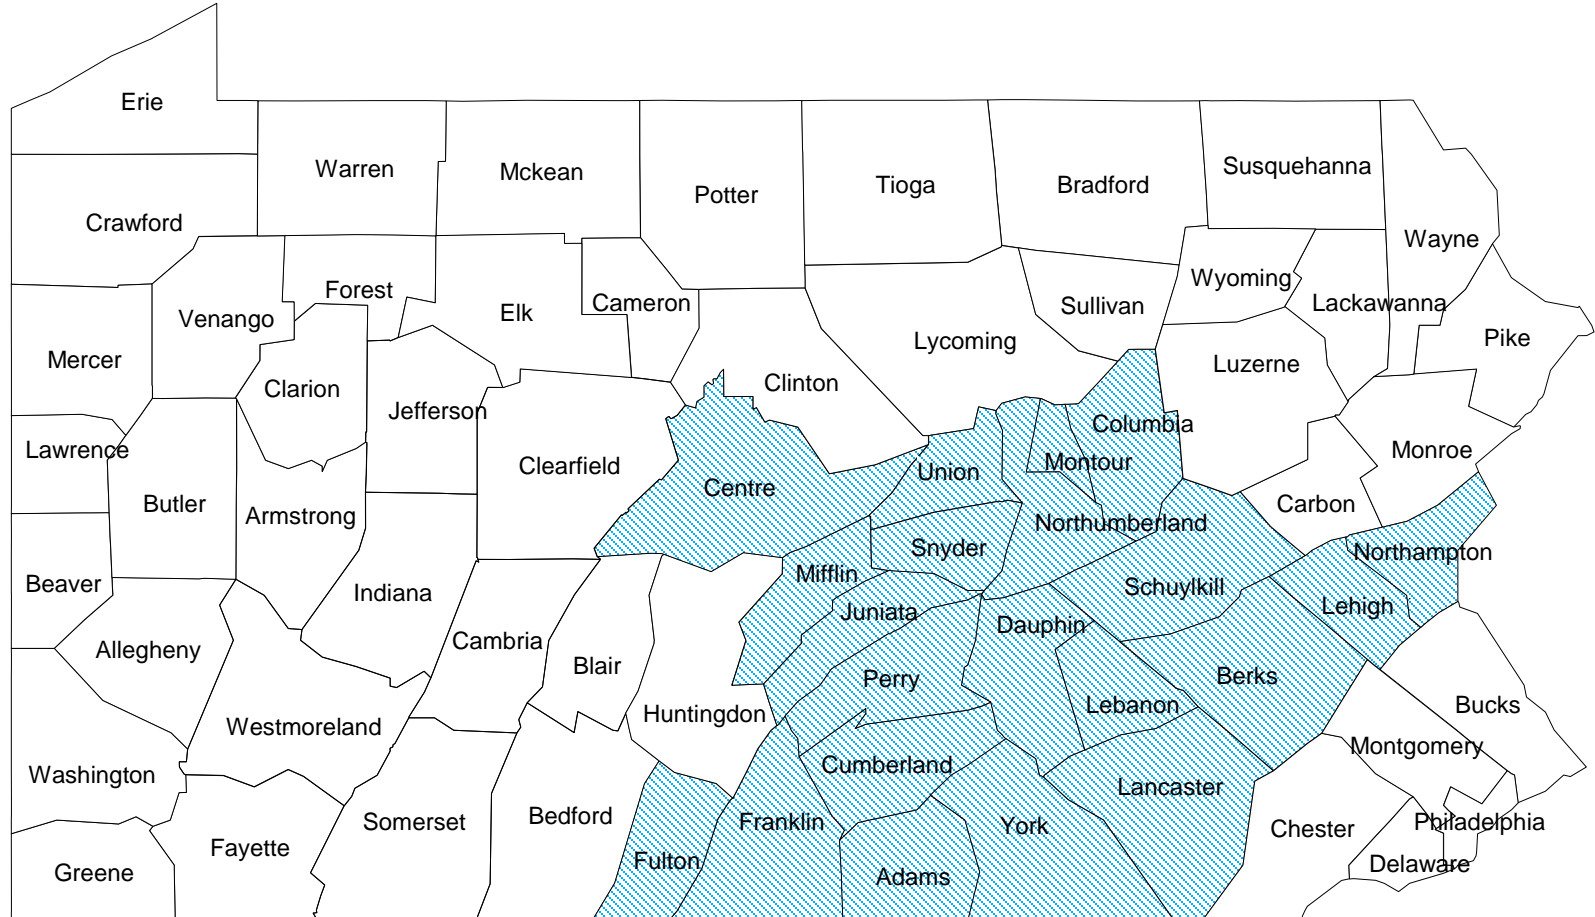 Erie
Warren
Mckean
Potter
Tioga
Bradford
Susquehanna
Crawford
Wayne
Forest
Venango
Elk
Cameron
Sullivan
Wyoming
Lackawanna
Mercer
Clarion
Jefferson
Clinton
Lycoming
Luzerne
Pike
Lawrence
Butler
Armstrong
Clearfield
Centre
Union
Montour
Columbia
Carbon
Monroe
Beaver
Indiana
Mifflin
Snyder
Northumberland
Schuylkill
Northampton
Lehigh
Allegheny
Cambria
Blair
Juniata
Dauphin
Perry
Lebanon
Berks
Bucks
Westmoreland
Huntingdon
Montgomery
Washington
Cumberland
Lancaster
Fayette
Somerset
Bedford
Franklin
York
Chester
Philadelphia
Greene
Fulton
Adams
Delaware